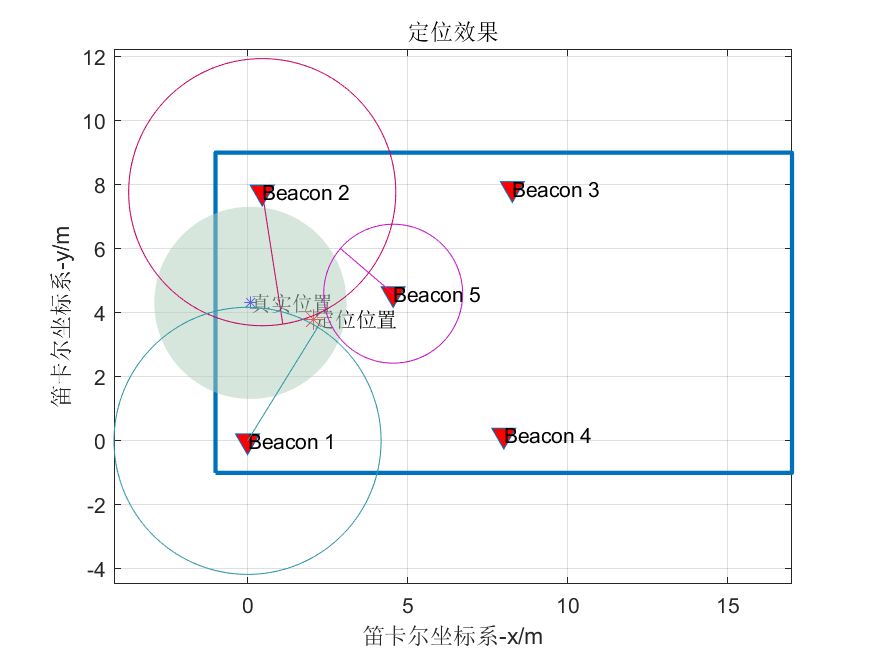 定位效果
12
10
8
6
4
2
0
-2
-4
笛卡尔坐标系-y/m
Beacon 2
Beacon 3
Beacon 5
真实位置
定位位置
Beacon 1
Beacon 4
0
5
10
15
笛卡尔坐标系-x/m